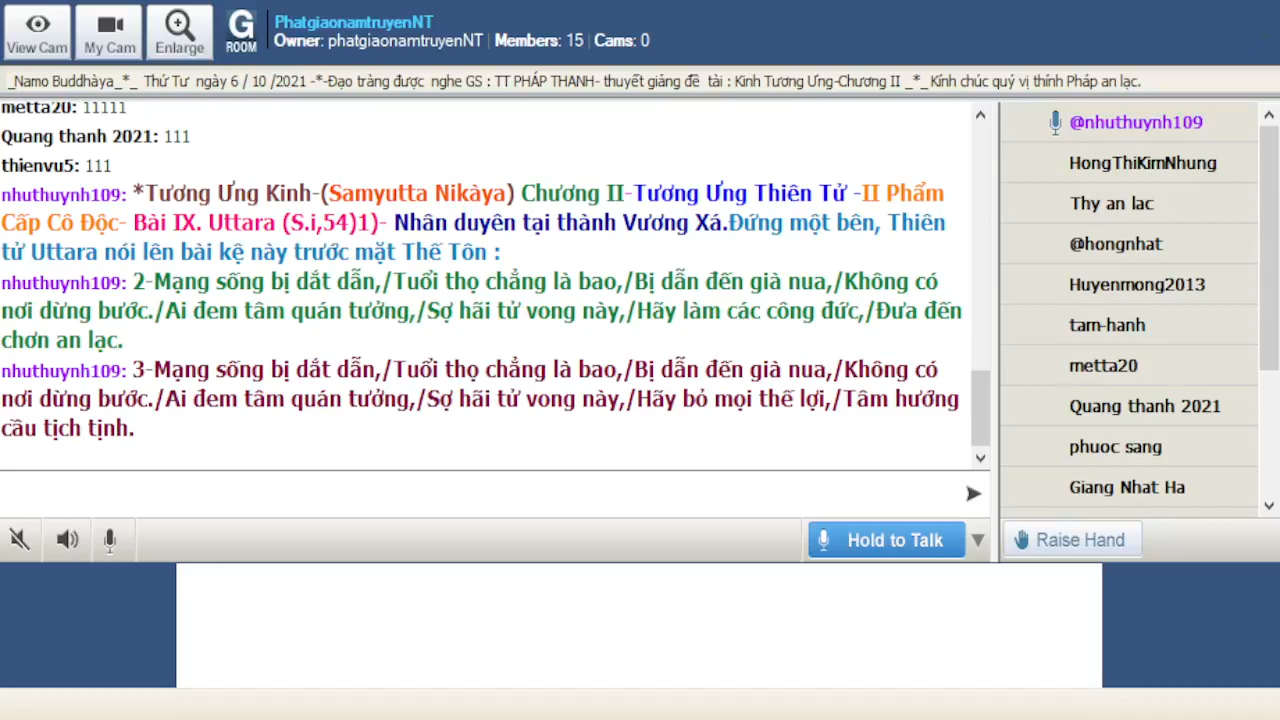 View Cam
My Cam
Enlarge
G
ROOM
PhatgiaonamtruyenNT
Owner: phatgiaonamtruyenNT | Members: 15 | Cams: 0
_Namo Buddhàya_*_ Thứ Tư ngày 6 / 10 /2021 -*-Đạo tràng được nghe GS : TT PHÁP THANH- thuyết giảng đề tài : Kinh Tương Ưng-Chương II _*_Kính chúc quý vị thính Pháp an lạc.
metta20: 11111
Quang thanh 2021: 111
thienvu5: 111
nhuthuynh109: *Tương Ưng Kinh-(Samyutta Nikàya) Chương II-Tương Ưng Thiên Tử -II Phẩm
Cấp Cô Độc- Bài IX. Uttara (S.i,54)1)- Nhân duyên tại thành Vương Xá.Đứng một bên, Thiên
tử Uttara nói lên bài kệ này trước mặt Thế Tôn :
nhuthuynh109: 2-Mạng sống bị dắt dẫn,/Tuổi thọ chẳng là bao,/Bị dẫn đến già nua,/Không có
nơi dừng bước./Ai đem tâm quán tưởng,/Sợ hãi tử vong này,/Hãy làm các công đức,/Đưa đến
chơn an lạc.
nhuthuynh109: 3-Mạng sống bị dắt dẫn,/Tuổi thọ chẳng là bao,/Bị dẫn đến già nua,/Không có
nơi dừng bước./Ai đem tâm quán tưởng,/Sợ hãi tử vong này,/Hãy bỏ mọi thế lợi,/Tâm hướng
cầu tịch tịnh.
@nhuthuynh109
HongThiKimNhung
Thy an lac
@hongnhat
Huyenmong2013
tam-hanh
metta20
Quang thanh 2021
phuoc sang
Giang Nhat Ha
Hold to Talk
Raise Hand